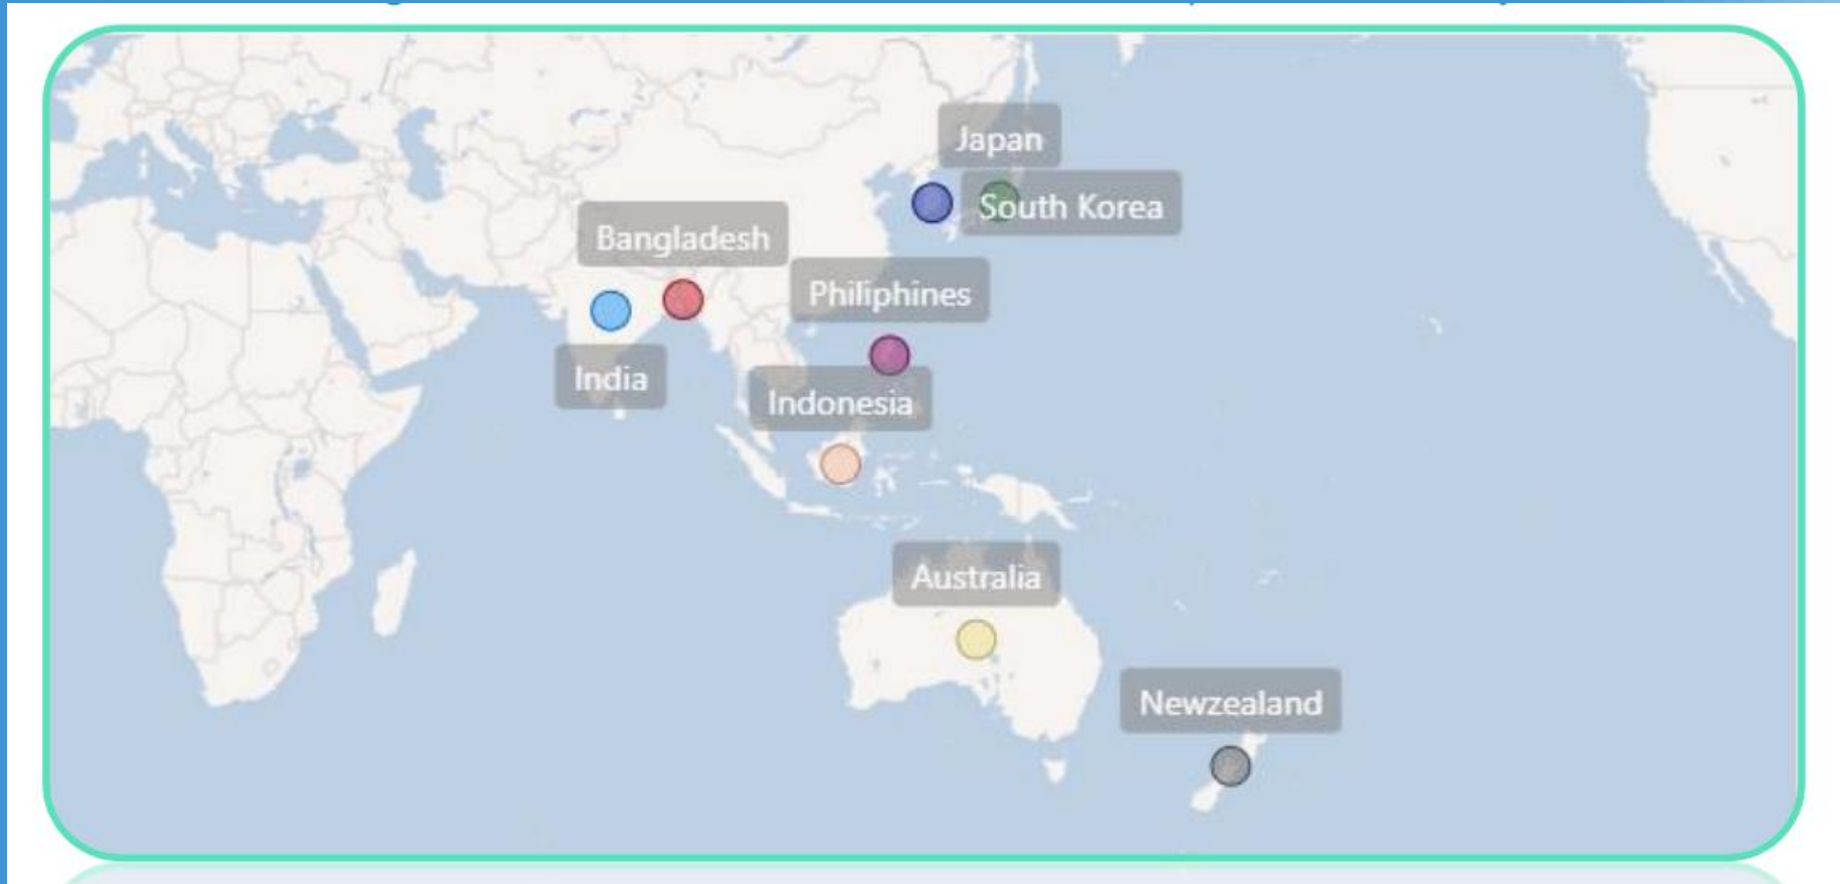 Japan
South Korea
Bangladesh
Philiphines
India
Indonesia
Australia
Newzealand